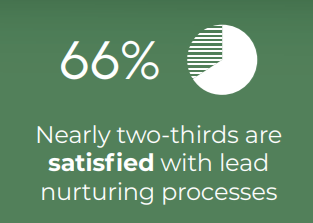 66%
Nearly two-thirds are
satisfied with lead
nurturing processes